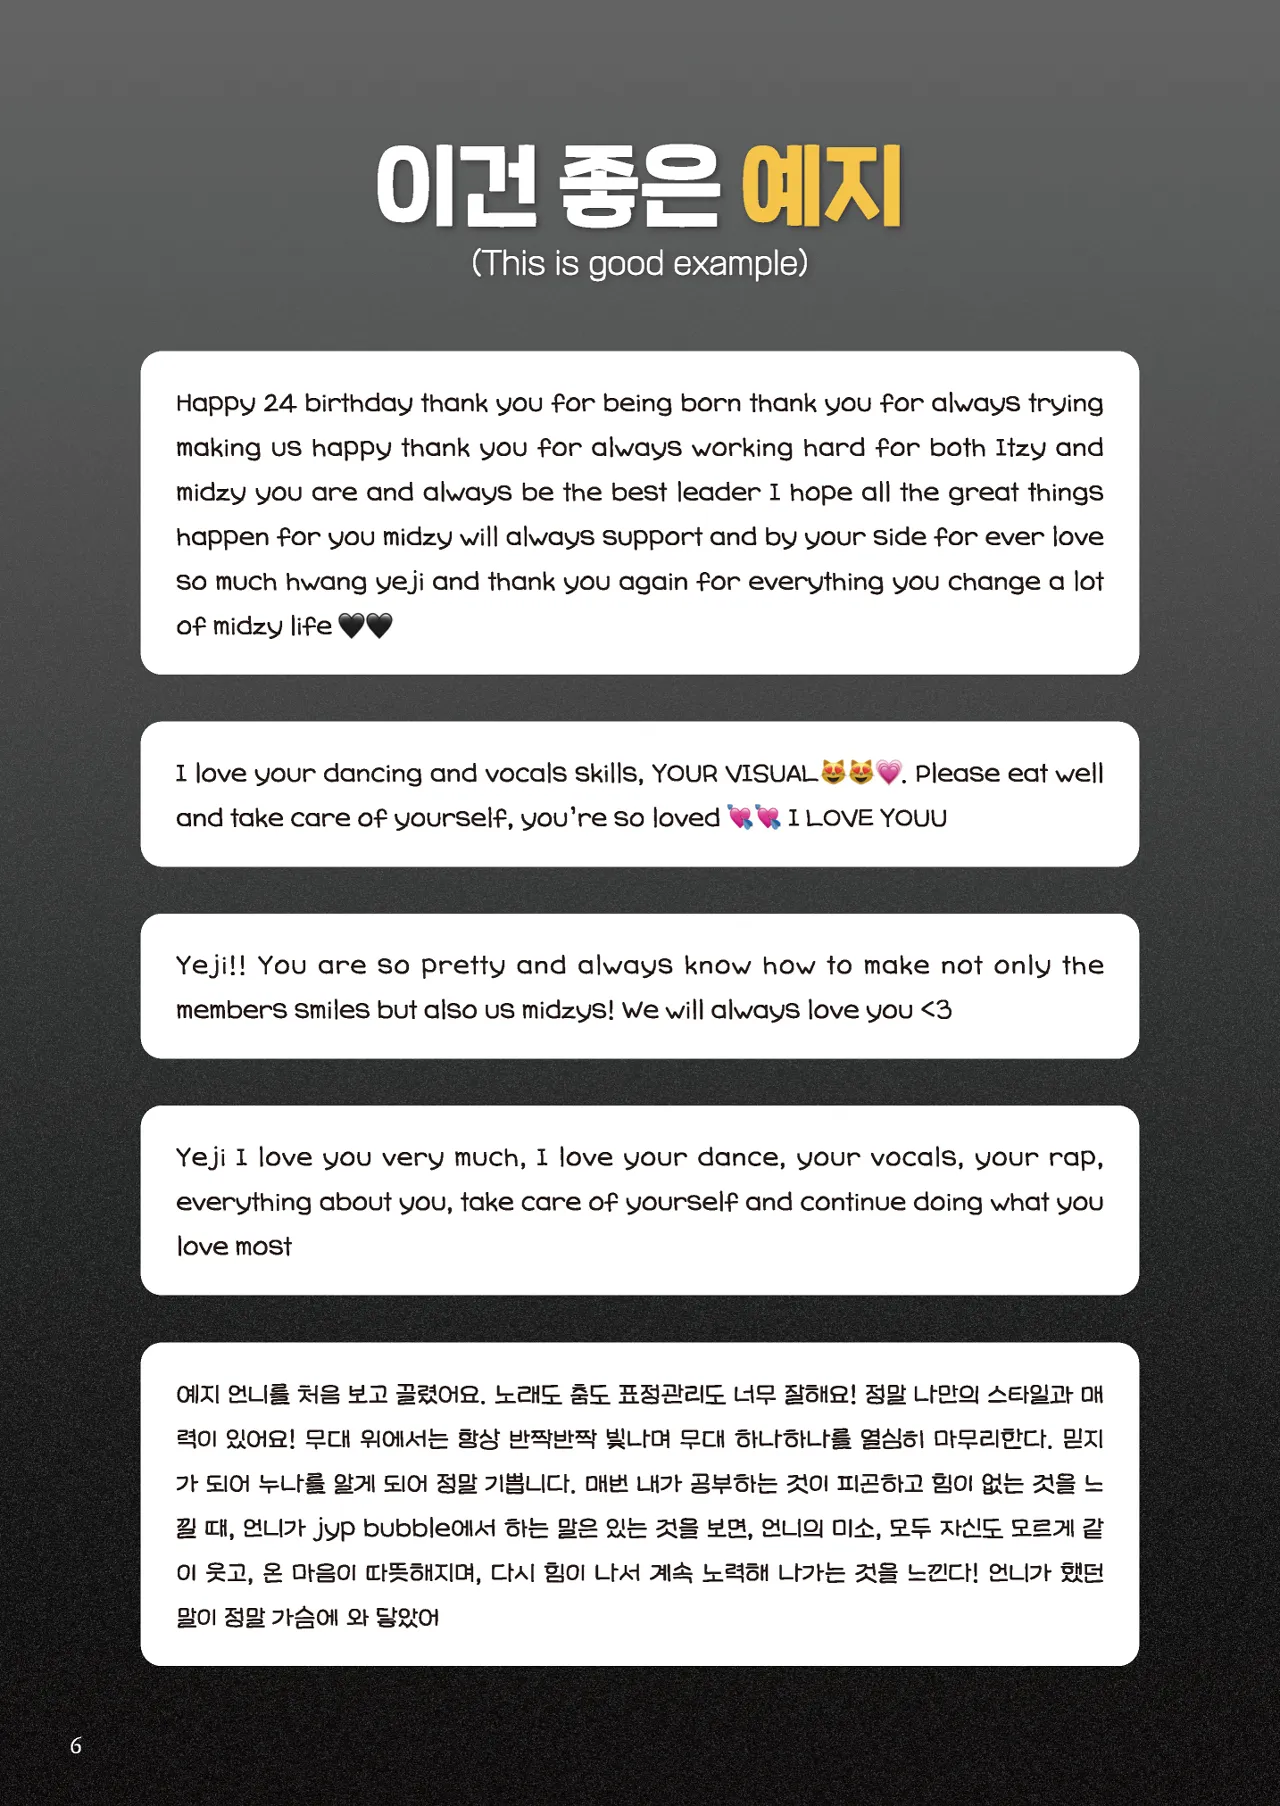 이건 좋은 예지
(This is good example)
Happy 24 birthday thank you for being born thank you for always trying
making us happy thank you for always working hard for both Itzy and
midzy you are and always be the best leader I hope all the great things
happen for you midzy will always support and by your side for ever love
so much hwang yeji and thank you again for everything you change a lot
of midzy life 🖤🖤
I love your dancing and vocals skills, YOUR VISUAL😻😻💗. Please eat well
and take care of yourself, you're so loved 💘💘 I LOVE YOUU
Yeji!! You are so pretty and always know how to make not only the
members smiles but also us midzys! We will always love you <3
Yeji I love you very much, I love your dance, your vocals, your rap,
everything about you, take care of yourself and continue doing what you
love most
예지 언니를 처음 보고 끌렸어요. 노래도 춤도 표정관리도 너무 잘해요! 정말 나만의 스타일과 매
력이 있어요! 무대 위에서는 항상 반짝반짝 빛나며 무대 하나하나를 열심히 마무리한다. 믿지
가 되어 누나를 알게 되어 정말 기쁩니다. 매번 내가 공부하는 것이 피곤하고 힘이 없는 것을 느
낄 때, 언니가 jyp bubble에서 하는 말은 있는 것을 보면, 언니의 미소, 모두 자신도 모르게 같
이 웃고, 온 마음이 따뜻해지며, 다시 힘이 나서 계속 노력해 나가는 것을 느낀다! 언니가 했던
말이 정말 가슴에 와 닿았어
6